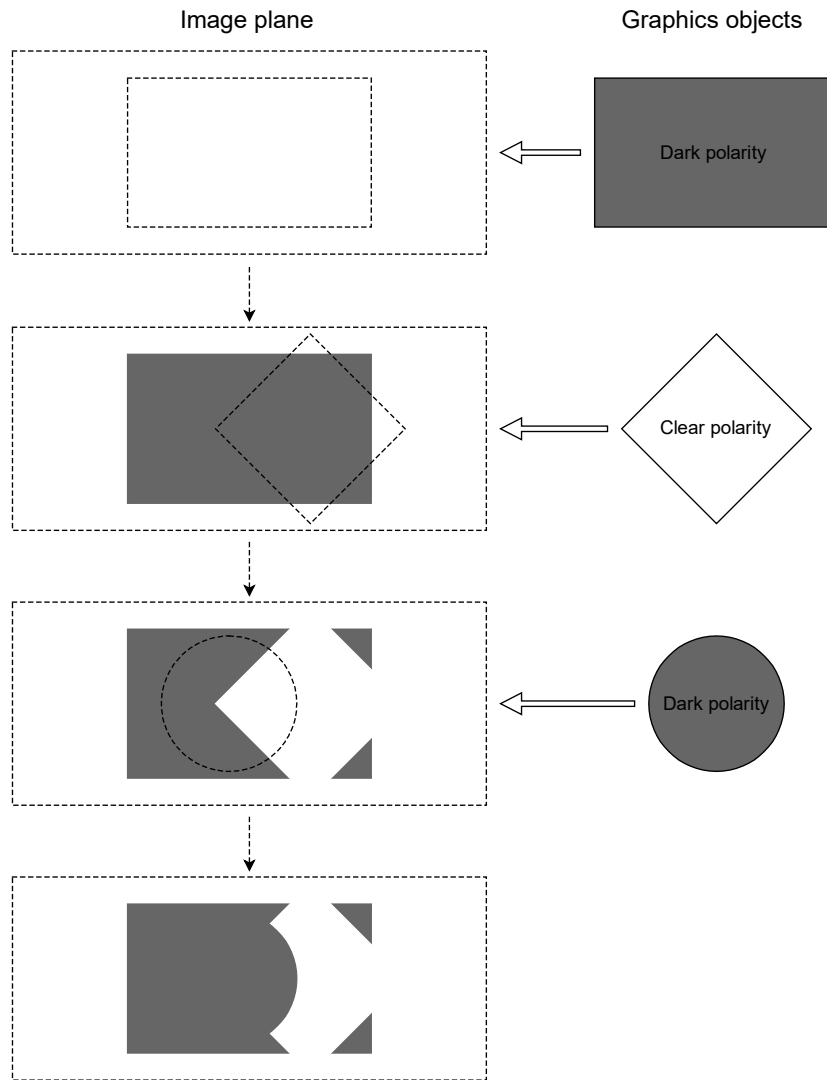 Image plane
Graphics objects
Dark polarity
Clear polarity
Dark polarity